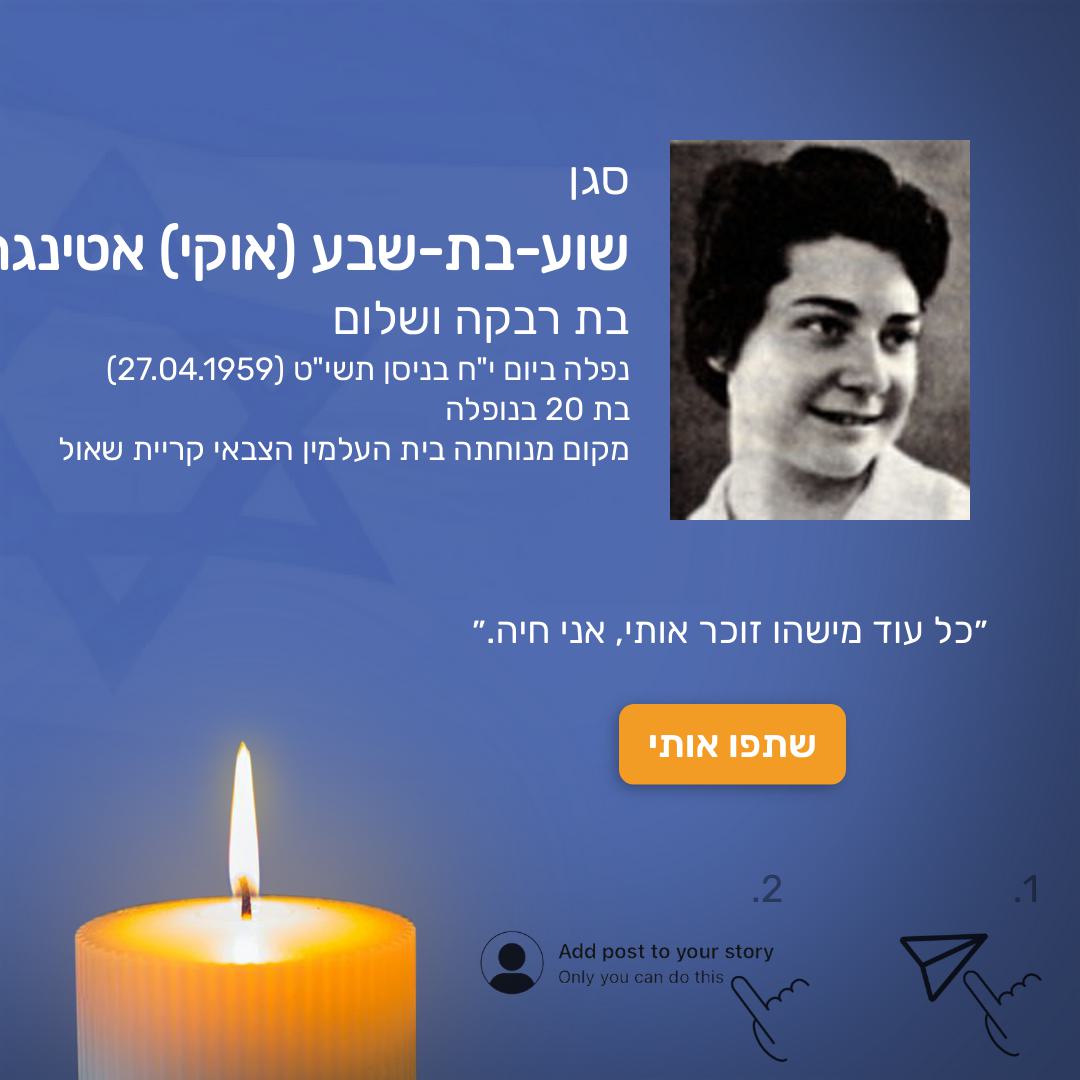 סגן
שוע-בת-שבע (אוקי)
בת רבקה ושלום
נפלה ביום י"ח בניסן תשי"ט (27.04.1959)
בת 20 בנופלה
מקום מנוחתה בית העלמין הצבאי קריית שאול
"כל עוד מישהו זוכר אותי, אני חיה."
שתפו אותי
.1
.2
Add post to your story
Only you can do this